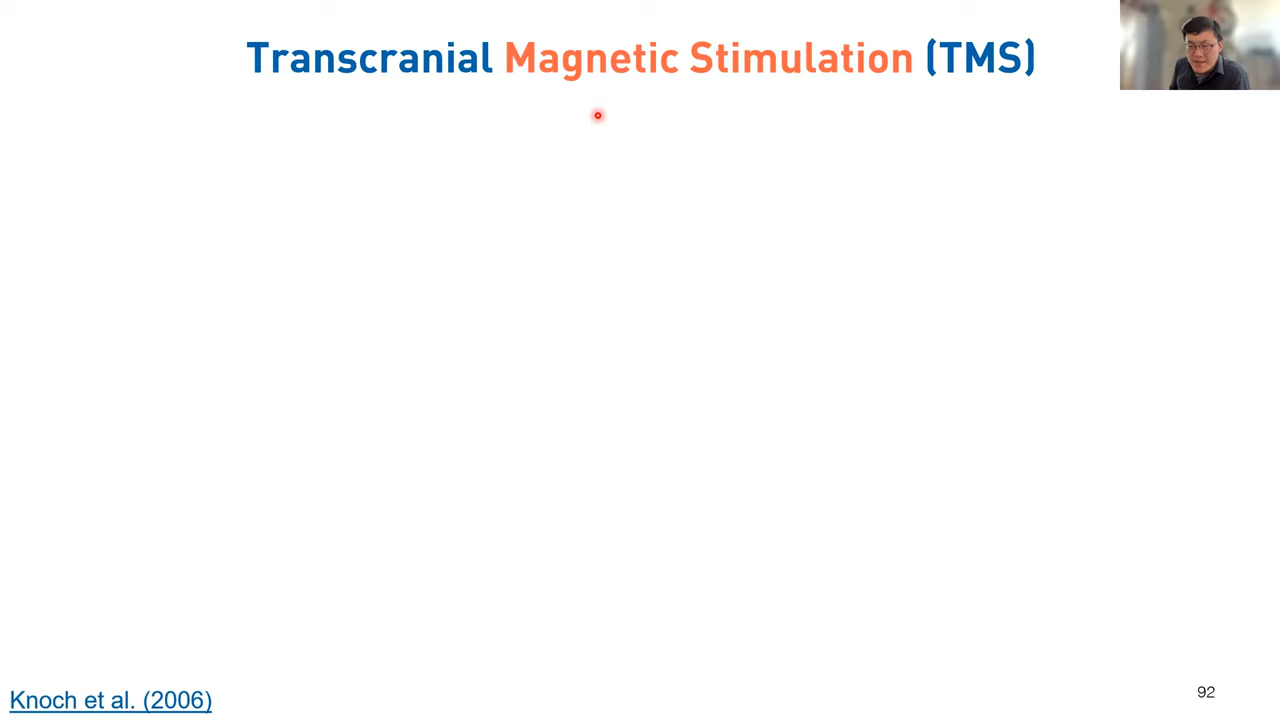 Transcranial Magnetic Stimulation (TMS)
Knoch et al. (2006)
92